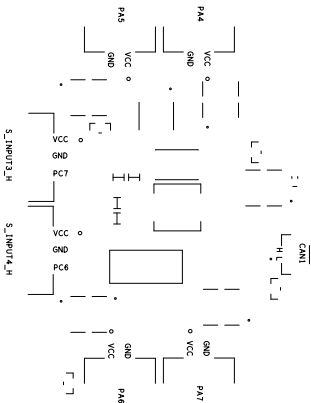 PA5
PA4
GND
VCC
GND
VCC
S_INPUT3_H
VCC
GND
PC7
CAN1
H
L
S_INPUT4_H
VCC
GND
PC6
VCC
GND
VCC
GND
PA6
PA7